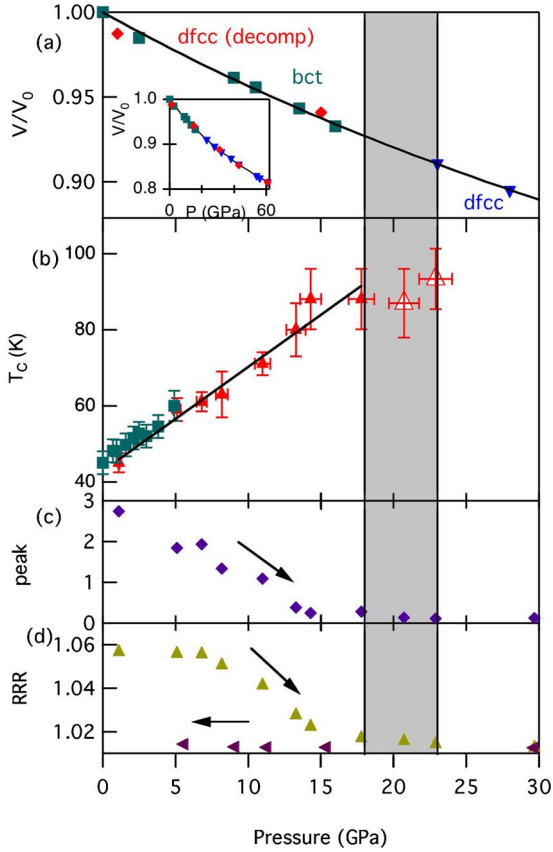 1.00
(a)
dfcc (decomp)
bct
V/V0
0.95
0.90
1.0
V/V0
0.9
0.8
0
P (GPa)
60
dfcc
100
(b)
80
TC (K)
60
40
3
(c)
2
peak
1
0
1.06
(d)
1.04
RRR
1.02
0
5
10
15
20
25
30
Pressure (GPa)